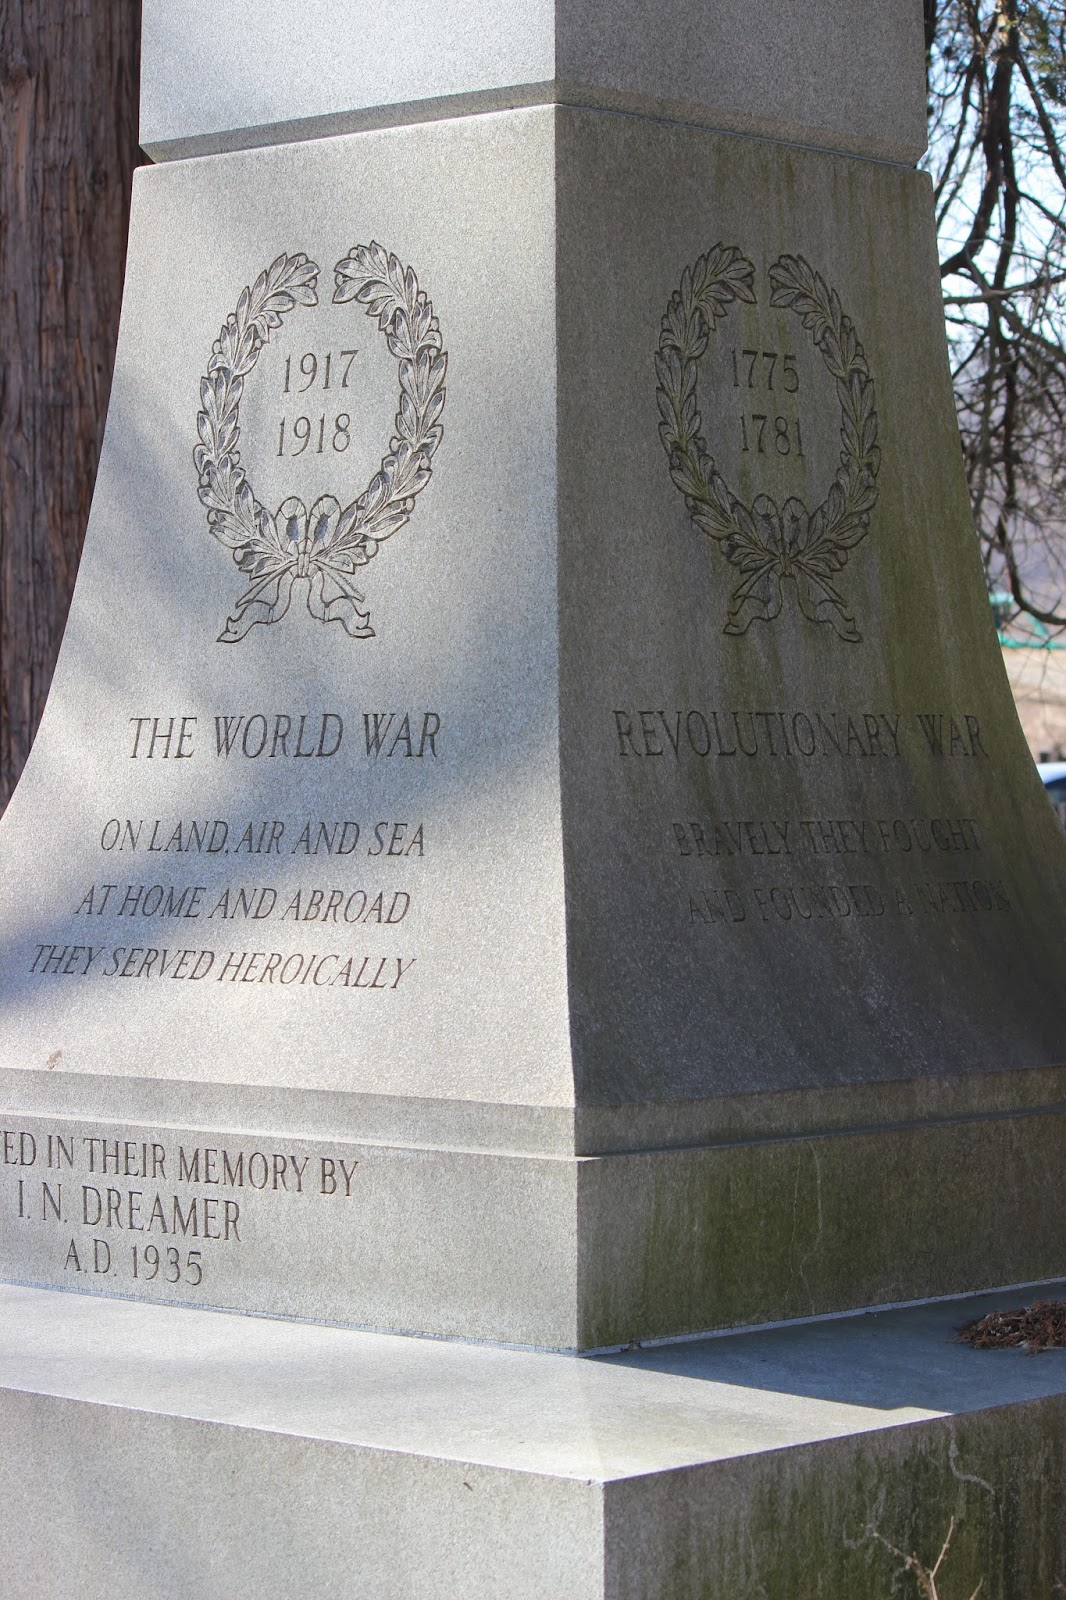 1917
1918
THE WORLD WAR
ON LAND, AIR AND SEA
AT HOME AND ABROAD
THEY SERVED HEROICALLY
TED IN THEIR MEMORY BY
I. N. DREAMER
A.D. 1935
1775
1781
REVOLUTIONARY WAR
BRAVELY THEY FOUGHT
AND FOUNDED A NATION